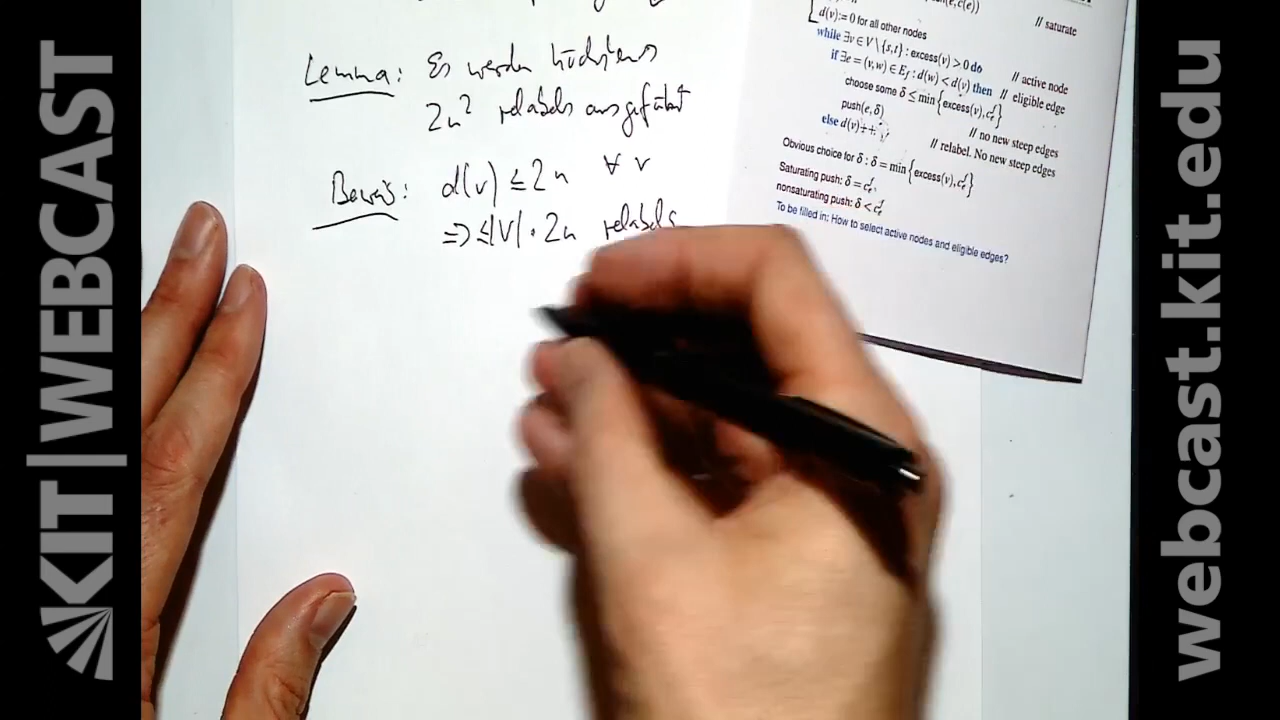 Lemma: Es werden höchstens
2n² relabels ausgeführt
Beweis: d(v) ≤ 2n ∀ v
⇒ ≤ |V| · 2n relabels
(e, c(e)) // saturate
d(v):= 0 for all other nodes
while ∃v ∈ V \ {s,t} : excess(v) > 0 do // active node
if ∃e = (v,w) ∈ E_f : d(w) < d(v) then // eligible edge
choose some δ ≤ min{excess(v), c_e^f}
push(e,δ) // no new steep edges
else d(v)++ // relabel. No new steep edges
Obvious choice for δ : δ = min{excess(v), c_e^f}
Saturating push: δ = c_e^f
nonsaturating push: δ < c_e^f
To be filled in: How to select active nodes and eligible edges?
KIT|WEBCAST
webcast.kit.edu